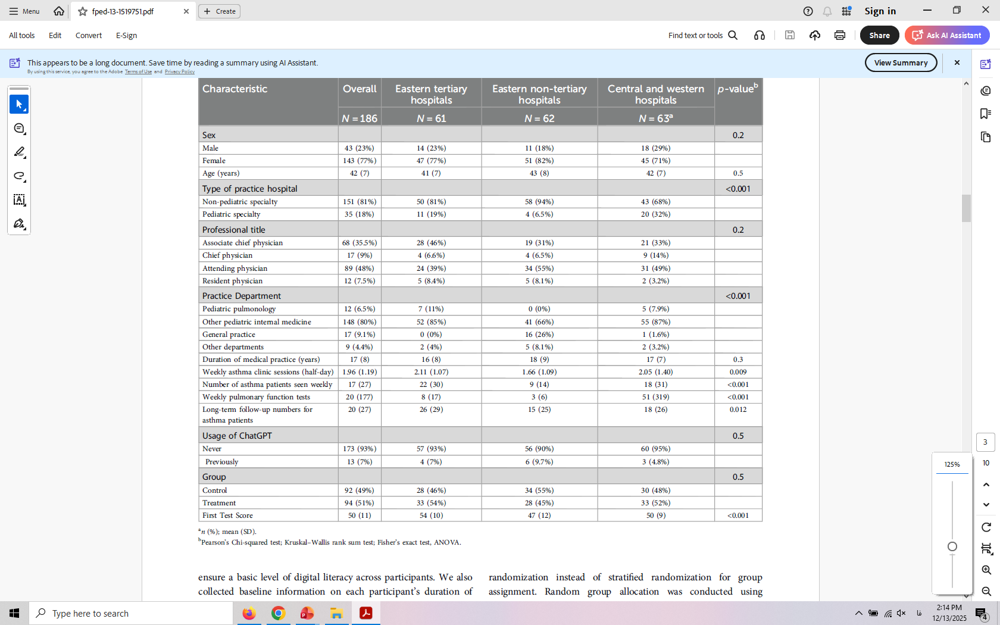 Menu
fped-13-1519751.pdf
Create
Sign in
All tools Edit Convert E-Sign
Find text or tools
Share
Ask AI Assistant
This appears to be a long document. Save time by reading a summary using AI Assistant.
By using this service, you agree to the Adobe Terms of Use and Privacy Policy
View Summary
Characteristic Overall Eastern tertiary hospitals Eastern non-tertiary hospitals Central and western hospitals p-valueb
N = 186 N = 61 N = 62 N = 63a
Sex 0.2
Male 43 (23%) 14 (23%) 11 (18%) 18 (29%)
Female 143 (77%) 47 (77%) 51 (82%) 45 (71%)
Age (years) 42 (7) 41 (7) 43 (8) 42 (7) 0.5
Type of practice hospital <0.001
Non-pediatric specialty 151 (81%) 50 (81%) 58 (94%) 43 (68%)
Pediatric specialty 35 (18%) 11 (19%) 4 (6.5%) 20 (32%)
Professional title 0.2
Associate chief physician 68 (35.5%) 28 (46%) 19 (31%) 21 (33%)
Chief physician 17 (9%) 4 (6.6%) 4 (6.5%) 9 (14%)
Attending physician 89 (48%) 24 (39%) 34 (55%) 31 (49%)
Resident physician 12 (7.5%) 5 (8.4%) 5 (8.1%) 2 (3.2%)
Practice Department <0.001
Pediatric pulmonology 12 (6.5%) 7 (11%) 0 (0%) 5 (7.9%)
Other pediatric internal medicine 148 (80%) 52 (85%) 41 (66%) 55 (87%)
General practice 17 (9.1%) 0 (0%) 16 (26%) 1 (1.6%)
Other departments 9 (4.4%) 2 (4%) 5 (8.1%) 2 (3.2%)
Duration of medical practice (years) 17 (8) 16 (8) 18 (9) 17 (7) 0.3
Weekly asthma clinic sessions (half-day) 1.96 (1.19) 2.11 (1.07) 1.66 (1.09) 2.05 (1.40) 0.009
Number of asthma patients seen weekly 17 (27) 22 (30) 9 (14) 18 (31) <0.001
Weekly pulmonary function tests 20 (177) 8 (17) 3 (6) 51 (319) <0.001
Long-term follow-up numbers for asthma patients 20 (27) 26 (29) 15 (25) 18 (26) 0.012
Usage of ChatGPT 0.5
Never 173 (93%) 57 (93%) 56 (90%) 60 (95%)
Previously 13 (7%) 4 (7%) 6 (9.7%) 3 (4.8%)
Group 0.5
Control 92 (49%) 28 (46%) 34 (55%) 30 (48%)
Treatment 94 (51%) 33 (54%) 28 (45%) 33 (52%)
First Test Score 50 (11) 54 (10) 47 (12) 50 (9) <0.001
an (%); mean (SD).
bPearson's Chi-squared test; Kruskal–Wallis rank sum test; Fisher's exact test, ANOVA.
ensure a basic level of digital literacy across participants. We also
collected baseline information on each participant's duration of
randomization instead of stratified randomization for group
assignment. Random group allocation was conducted using
3
10
125%
Type here to search
فا
2:14 PM
12/13/2025
4